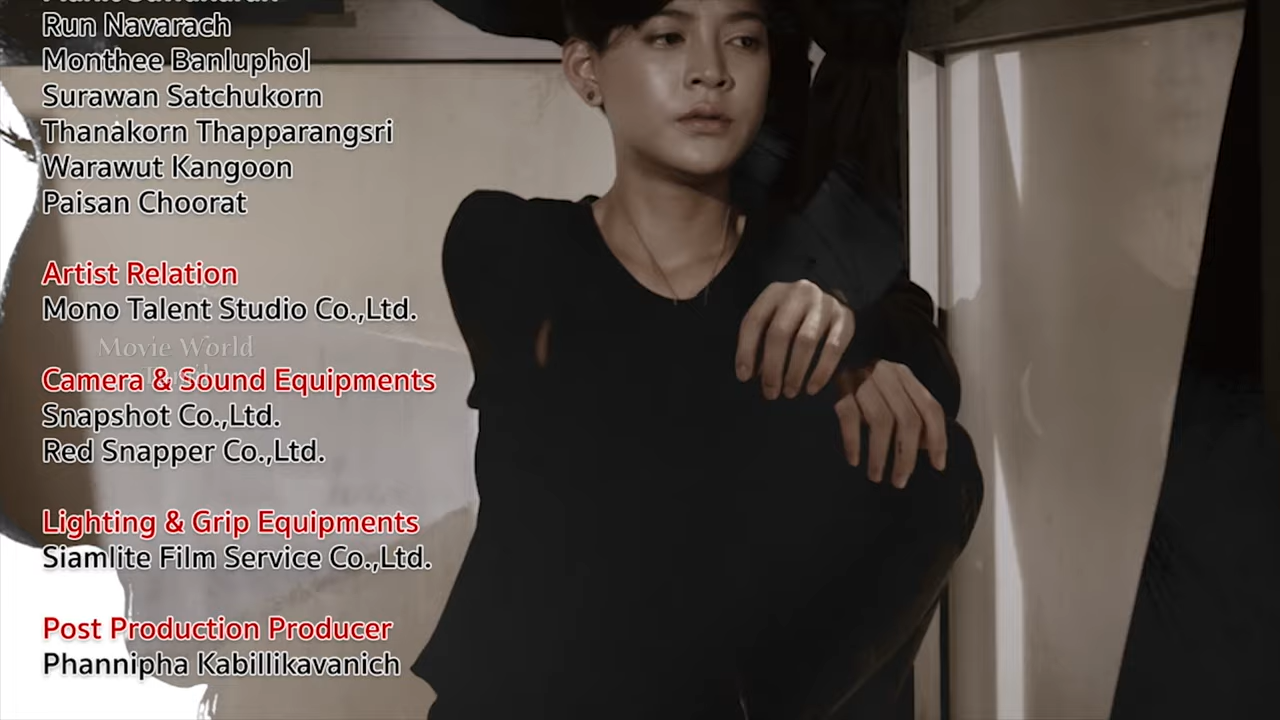 Run Navarach
Monthee Banluphol
Surawan Satchukorn
Thanakorn Thapparangsri
Warawut Kangoon
Paisan Choorat
Artist Relation
Mono Talent Studio Co.,Ltd.
Movie World
Camera & Sound Equipments
Snapshot Co.,Ltd.
Red Snapper Co.,Ltd.
Lighting & Grip Equipments
Siamlite Film Service Co.,Ltd.
Post Production Producer
Phannipha Kabillikavanich